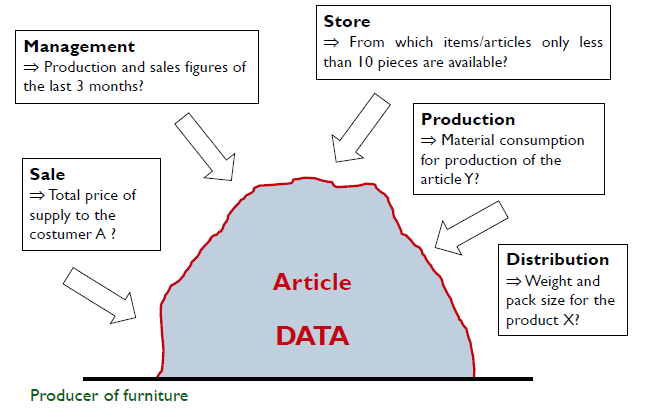 Management
⇒ Production and sales figures of
the last 3 months?
Store
⇒ From which items/articles only less
than 10 pieces are available?
Production
⇒ Material consumption
for production of the
article Y?
Sale
⇒ Total price of
supply to the
costumer A ?
Distribution
⇒ Weight and
pack size for the
product X?
Article
DATA
Producer of furniture